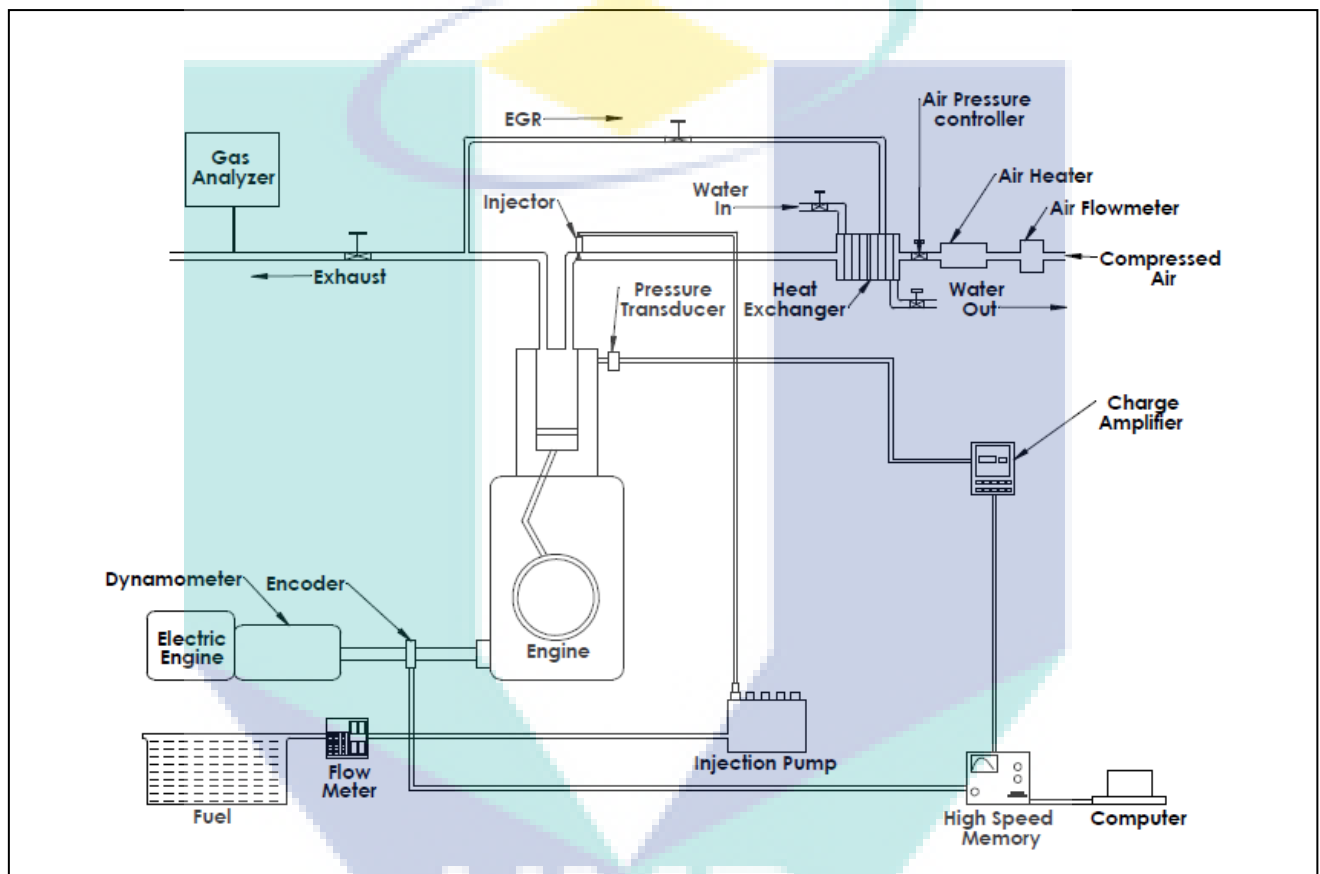 EGR
Air Pressure
controller
Gas
Analyzer
Water
In
Air Heater
Injector
Air Flowmeter
Exhaust
Pressure
Transducer
Heat
Exchanger
Water
Out
Compressed
Air
Charge
Amplifier
Dynamometer
Encoder
Electric
Engine
Engine
Injection Pump
Flow
Meter
Fuel
High Speed
Memory
Computer